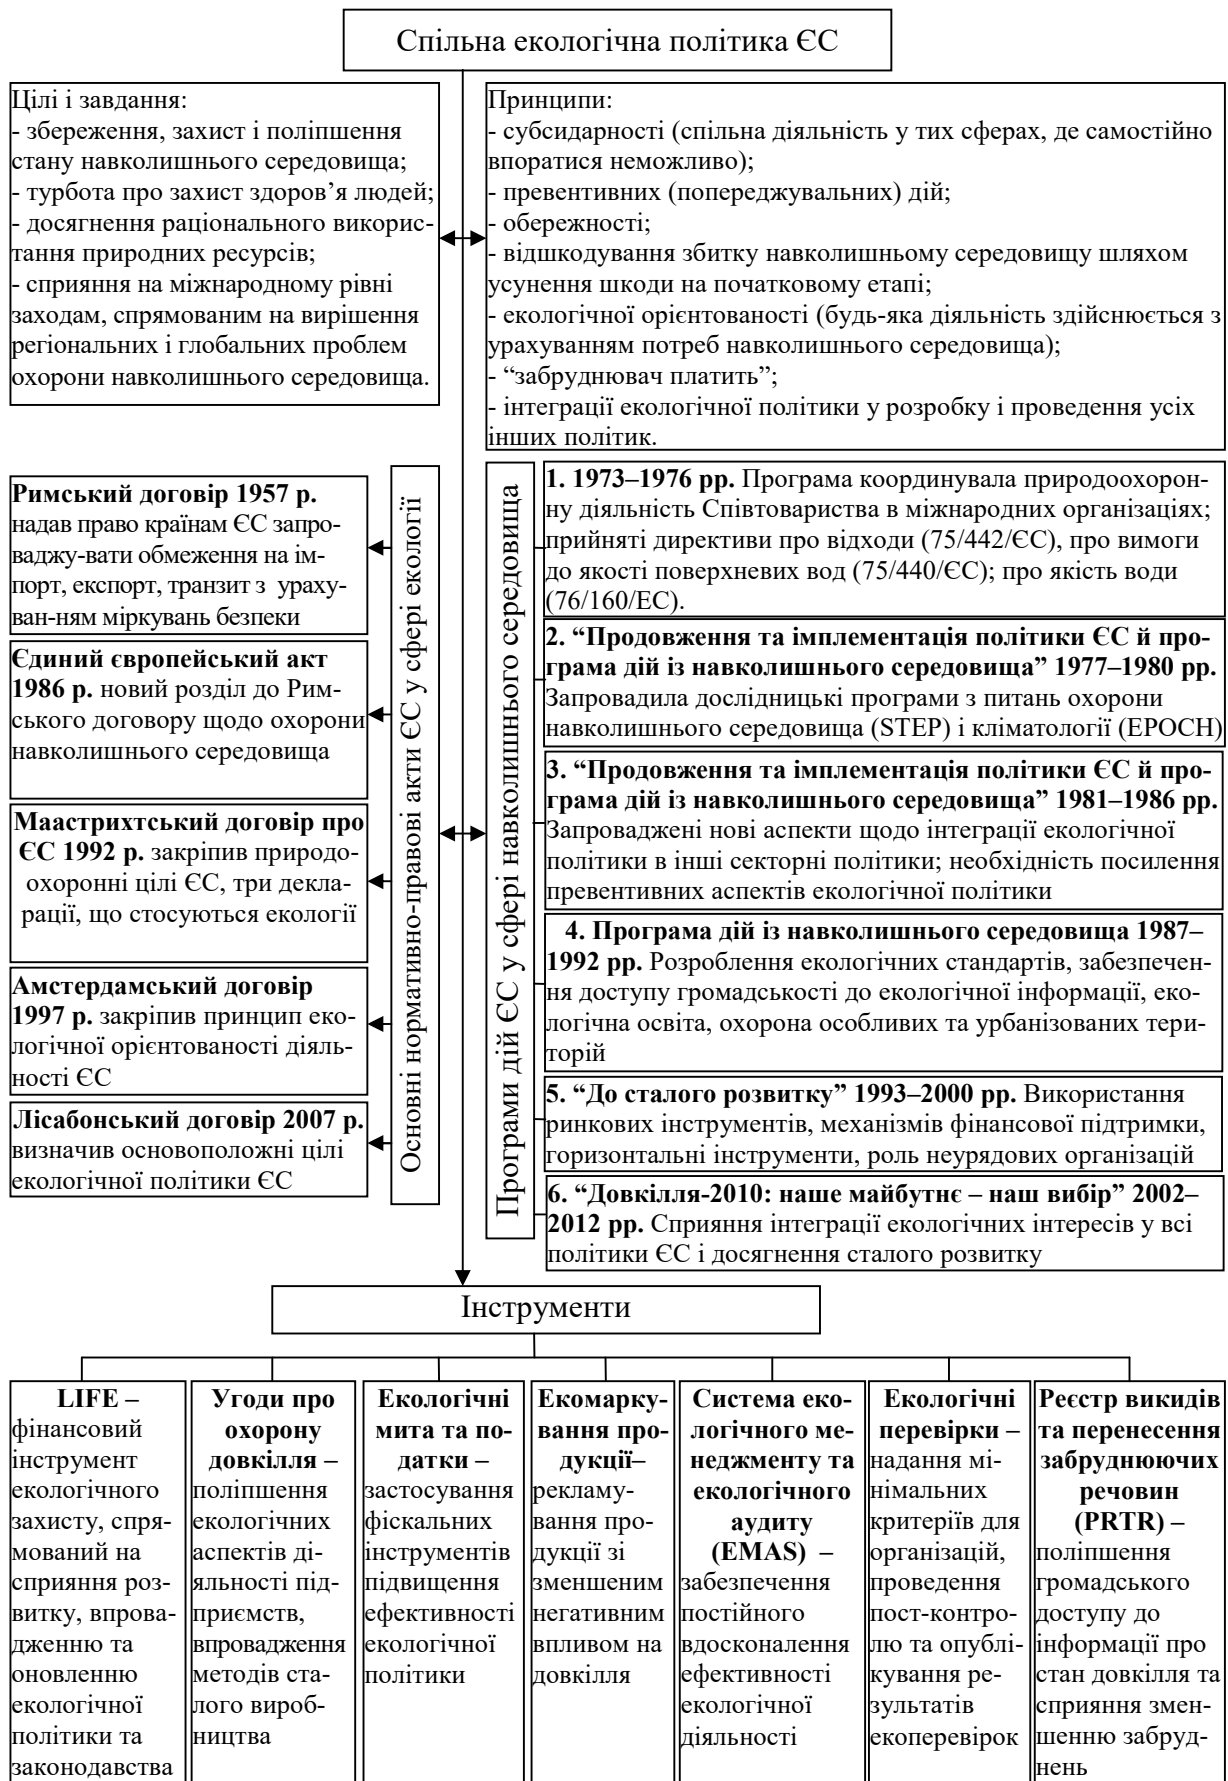 Спільна екологічна політика ЄС
Цілі і завдання:
- збереження, захист і поліпшення
стану навколишнього середовища;
- турбота про захист здоров’я людей;
- досягнення раціонального викорис-
тання природних ресурсів;
- сприяння на міжнародному рівні
заходам, спрямованим на вирішення
регіональних і глобальних проблем
охорони навколишнього середовища.
Принципи:
- субсидарності (спільна діяльність у тих сферах, де самостійно
впоратися неможливо);
- превентивних (попереджувальних) дій;
- обережності;
- відшкодування збитку навколишньому середовищу шляхом
усунення шкоди на початковому етапі;
- екологічної орієнтованості (будь-яка діяльність здійснюється з
урахуванням потреб навколишнього середовища);
- “забруднювач платить”;
- інтеграції екологічної політики у розробку і проведення усіх
інших політик.
Римський договір 1957 р.
надав право країнам ЄС запро-
ваджу-вати обмеження на ім-
порт, експорт, транзит зураху-
ван-ням міркувань безпеки
Єдиний європейський акт
1986 р. новий розділ до Рим-
ського договору щодо охорони
навколишнього середовища
Маастрихтський договір про
ЄС 1992 р. закріпив природо-
охоронні цілі ЄС, три декла-
рації, що стосуються екології
Амстердамський договір
1997 р. закріпив принцип еко-
логічної орієнтованості діяль-
ності ЄС
Лісабонський договір 2007 р.
визначив основоположні цілі
екологічної політики ЄС
Основні нормативно-правові акти ЄС у сфері екології
Програми дій ЄС у сфері навколишнього середовища
1. 1973–1976 рр. Програма координувала природоохорон-
ну діяльність Співтовариства в міжнародних організаціях;
прийняті директиви про відходи (75/442/ЄС), про вимоги
до якості поверхневих вод (75/440/ЄС); про якість води
(76/160/ЕС).
2. “Продовження та імплементація політики ЄС й про-
грама дій із навколишнього середовища” 1977–1980 рр.
Запровадила дослідницькі програми з питань охорони
навколишнього середовища (STEP) і кліматології (EPOCH)
3. “Продовження та імплементація політики ЄС й про-
грама дій із навколишнього середовища” 1981–1986 рр.
Запроваджені нові аспекти щодо інтеграції екологічної
політики в інші секторні політики; необхідність посилення
превентивних аспектів екологічної політики
4. Програма дій із навколишнього середовища 1987–
1992 рр. Розроблення екологічних стандартів, забезпечен-
ня доступу громадськості до екологічної інформації, еко-
логічна освіта, охорона особливих та урбанізованих тери-
торій
5. “До сталого розвитку” 1993–2000 рр. Використання
ринкових інструментів, механізмів фінансової підтримки,
горизонтальні інструменти, роль неурядових організацій
6. “Довкілля-2010: наше майбутнє – наш вибір” 2002–
2012 рр. Сприяння інтеграції екологічних інтересів у всі
політики ЄС і досягнення сталого розвитку
Інструменти
LIFE –
фінансовий
інструмент
екологічного
захисту, спря-
мований на
сприяння роз-
витку, впрова-
дженню та
оновленню
екологічної
політики та
законодавства
Угоди про
охорону
довкілля –
поліпшення
екологічних
аспектів ді-
яльності під-
приємств,
впровадження
методів ста-
лого вироб-
ництва
Екологічні
мита та по-
датки –
застосування
фіскальних
інструментів
підвищення
ефективності
екологічної
політики
Екомарку-
вання про-
дукції–
рекламу-
вання про-
дукції зі
зменшеним
негативним
впливом на
довкілля
Система еко-
логічного ме-
неджменту та
екологічного
аудиту
(EMAS) –
забезпечення
постійного
вдосконалення
ефективності
екологічної
діяльності
Екологічні
перевірки –
надання мі-
німальних
критеріїв для
організацій,
проведення
пост-контро-
лю та опублі-
кування ре-
зультатів
екоперевірок
Реєстр викидів
та перенесення
забруднюючих
речовин
(PRTR) –
поліпшення
громадського
доступу до
інформації про
стан довкілля та
сприяння змен-
шенню забруд-
нень